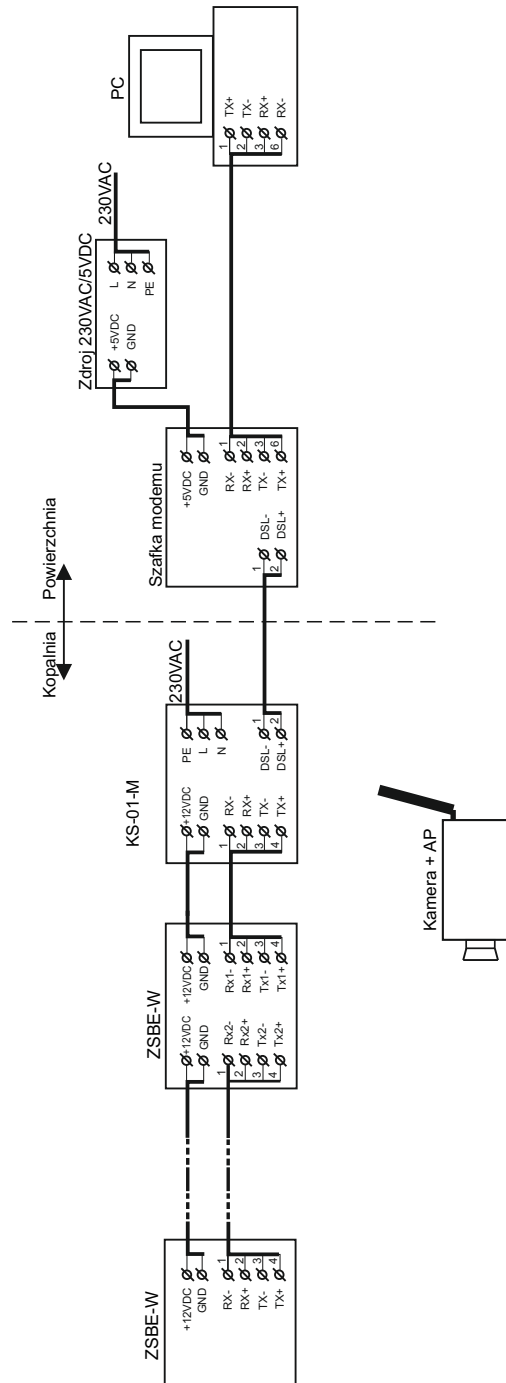 ZSBE-W
+12VDC
GND
1 RX-
2 RX+
3 TX-
4 TX+
ZSBE-W
+12VDC
GND
1 Rx2-
2 Rx2+
3 Tx2-
4 Tx2+
+12VDC
GND
1 Rx1-
2 Rx1+
3 Tx1-
4 Tx1+
KS-01-M
+12VDC
GND
1 RX-
2 RX+
3 TX-
4 TX+
230VAC
PE
L
N
1 DSL-
2 DSL+
Kopalnia
Powierzchnia
Szafka modemu
1 DSL-
2 DSL+
+5VDC
GND
1 RX-
2 RX+
3 TX-
6 TX+
Zdroj 230VAC/5VDC
+5VDC
GND
L
N
PE
230VAC
PC
1 TX+
2 TX-
3 RX+
6 RX-
Kamera + AP